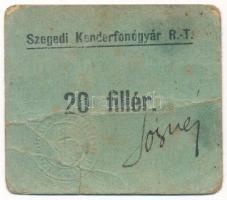 Szegedi Kenderfonógyár R.-T.
20 fillér.